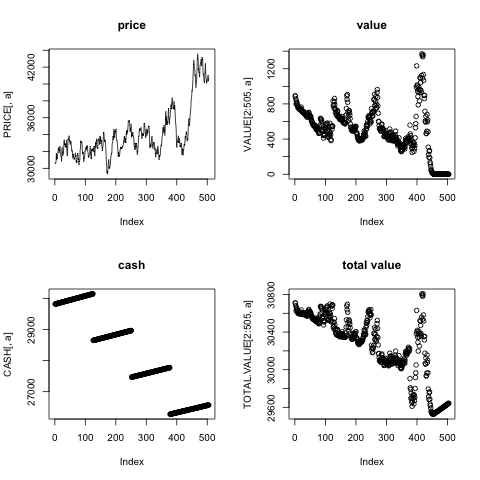 price
PRICE[, a]
30000 36000 42000
0 100 200 300 400 500
Index
value
VALUE[2:505, a]
0 400 800 1200
0 100 200 300 400 500
Index
cash
CASH[, a]
27000 29000
0 100 200 300 400 500
Index
total value
TOTAL.VALUE[2:505, a]
29600 30000 30400 30800
0 100 200 300 400 500
Index